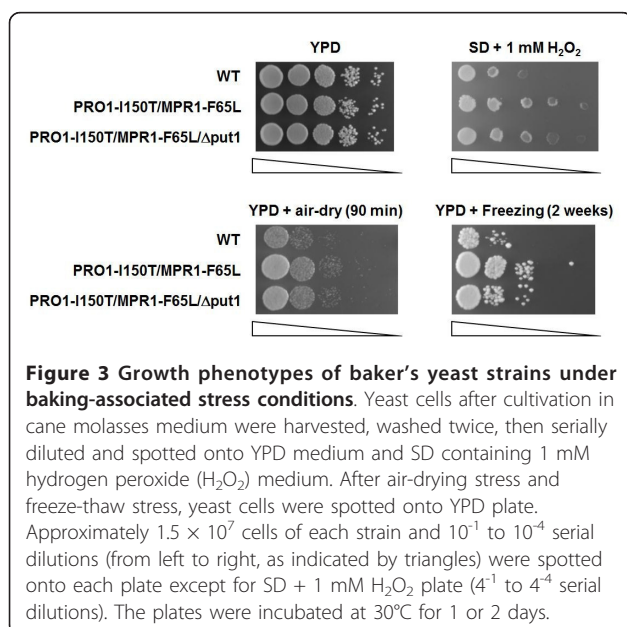 YPD
SD + 1 mM H₂O₂
WT
PRO1-I150T/MPR1-F65L
PRO1-I150T/MPR1-F65L/Δput1
YPD + air-dry (90 min)
YPD + Freezing (2 weeks)
WT
PRO1-I150T/MPR1-F65L
PRO1-I150T/MPR1-F65L/Δput1
Figure 3 Growth phenotypes of baker's yeast strains under
baking-associated stress conditions. Yeast cells after cultivation in
cane molasses medium were harvested, washed twice, then serially
diluted and spotted onto YPD medium and SD containing 1 mM
hydrogen peroxide (H₂O₂) medium. After air-drying stress and
freeze-thaw stress, yeast cells were spotted onto YPD plate.
Approximately 1.5 × 10⁷ cells of each strain and 10⁻¹ to 10⁻⁴ serial
dilutions (from left to right, as indicated by triangles) were spotted
onto each plate except for SD + 1 mM H₂O₂ plate (4⁻¹ to 4⁻⁴ serial
dilutions). The plates were incubated at 30°C for 1 or 2 days.